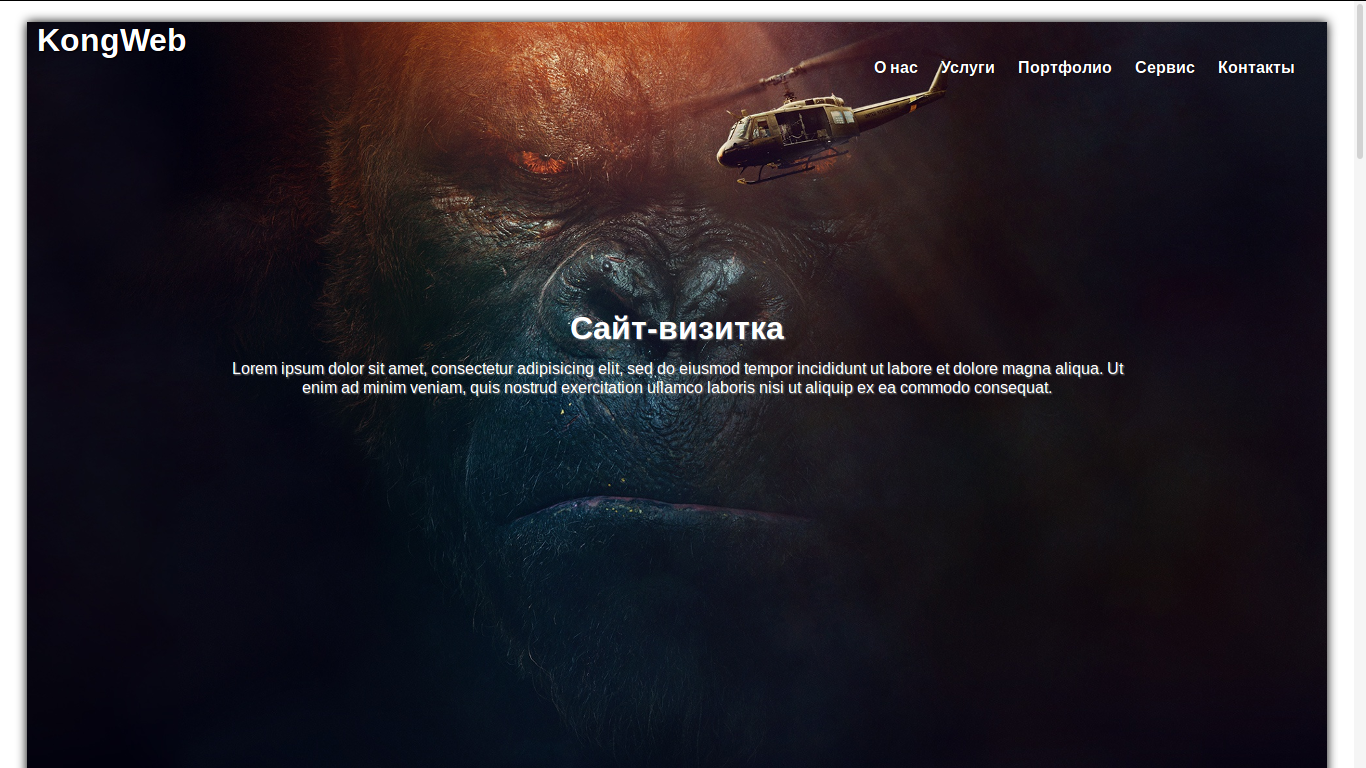 KongWeb
О нас Услуги Портфолио Сервис Контакты
Сайт-визитка
Lorem ipsum dolor sit amet, consectetur adipisicing elit, sed do eiusmod tempor incididunt ut labore et dolore magna aliqua. Ut
enim ad minim veniam, quis nostrud exercitation ullamco laboris nisi ut aliquip ex ea commodo consequat.